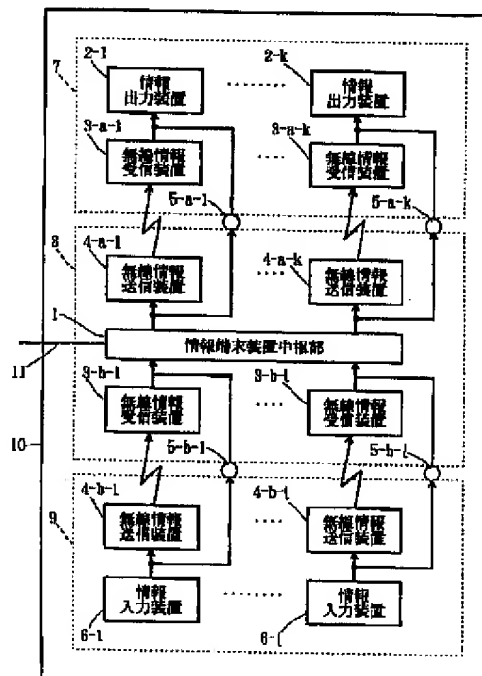 7
2-1
情報
出力装置
2-k
情報
出力装置
3-a-1
無線情報
受信装置
3-a-k
無線情報
受信装置
5-a-1
5-a-k
8
4-a-1
無線情報
送信装置
4-a-k
無線情報
送信装置
1
情報端末装置中枢部
11
3-b-1
無線情報
受信装置
3-b-l
無線情報
受信装置
10
5-b-1
5-b-l
9
4-b-1
無線情報
送信装置
4-b-l
無線情報
送信装置
情報
入力装置
6-1
情報
入力装置
6-l